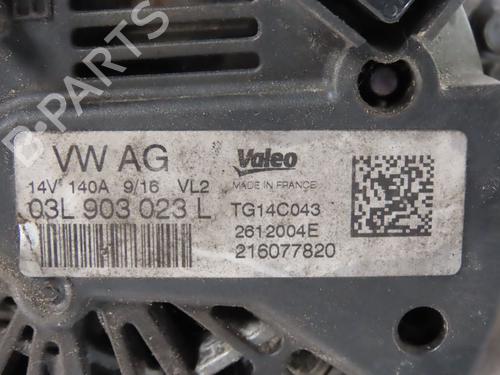 B-PARTS
VW AG
Valeo
14V 140A 9/16 VL2
MADE IN FRANCE
03L 903 023 L
TG14C043
2612004E
216077820